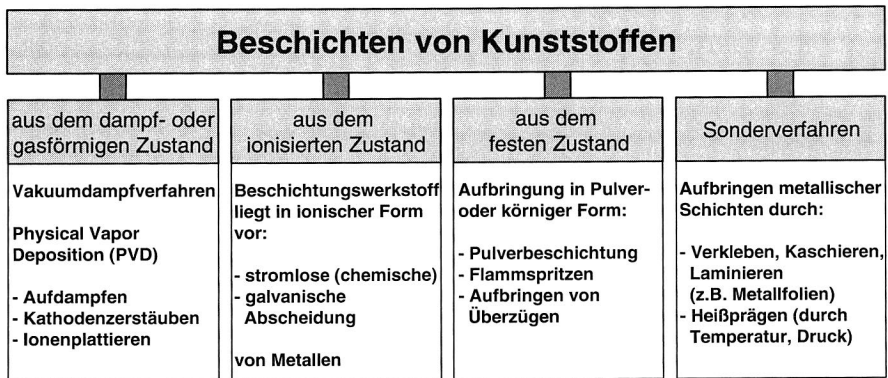 Beschichten von Kunststoffen
aus dem dampf- oder
gasförmigen Zustand
Vakuumdampfverfahren
Physical Vapor
Deposition (PVD)
- Aufdampfen
- Kathodenzerstäuben
- Ionenplattieren
aus dem
ionisierten Zustand
Beschichtungswerkstoff
liegt in ionischer Form
vor:
- stromlose (chemische)
- galvanische
Abscheidung
von Metallen
aus dem
festen Zustand
Aufbringung in Pulver-
oder körniger Form:
- Pulverbeschichtung
- Flammspritzen
- Aufbringen von
Überzügen
Sonderverfahren
Aufbringen metallischer
Schichten durch:
- Verkleben, Kaschieren,
Laminieren
(z.B. Metallfolien)
- Heißprägen (durch
Temperatur, Druck)